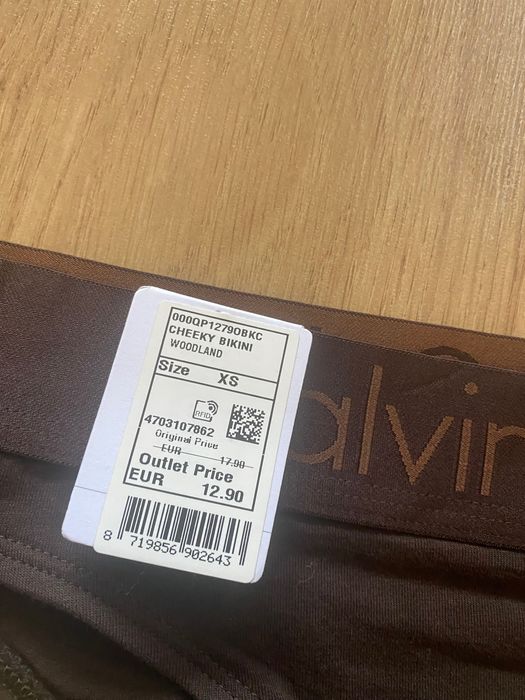 000QP1279OBKC
CHEEKY BIKINI
WOODLAND
Size XS
RFID
4703107862
Original Price
EUR 17.90
Outlet Price
EUR 12.90
8 719856 902643
alvin